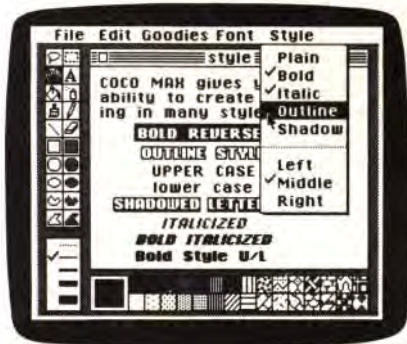 File Edit Goodies Font Style
style
A
COCO MAX gives y
ability to create
ing in many style
BOLD REVERSE
OUTLINE STYL
UPPER CASE
lower case
SHADOWED LETTE
ITALICIZED
BOLD ITALICIZED
Bold Style U/L
Plain
✓Bold
✓Italic
Outline
Shadow
Left
✓Middle
Right